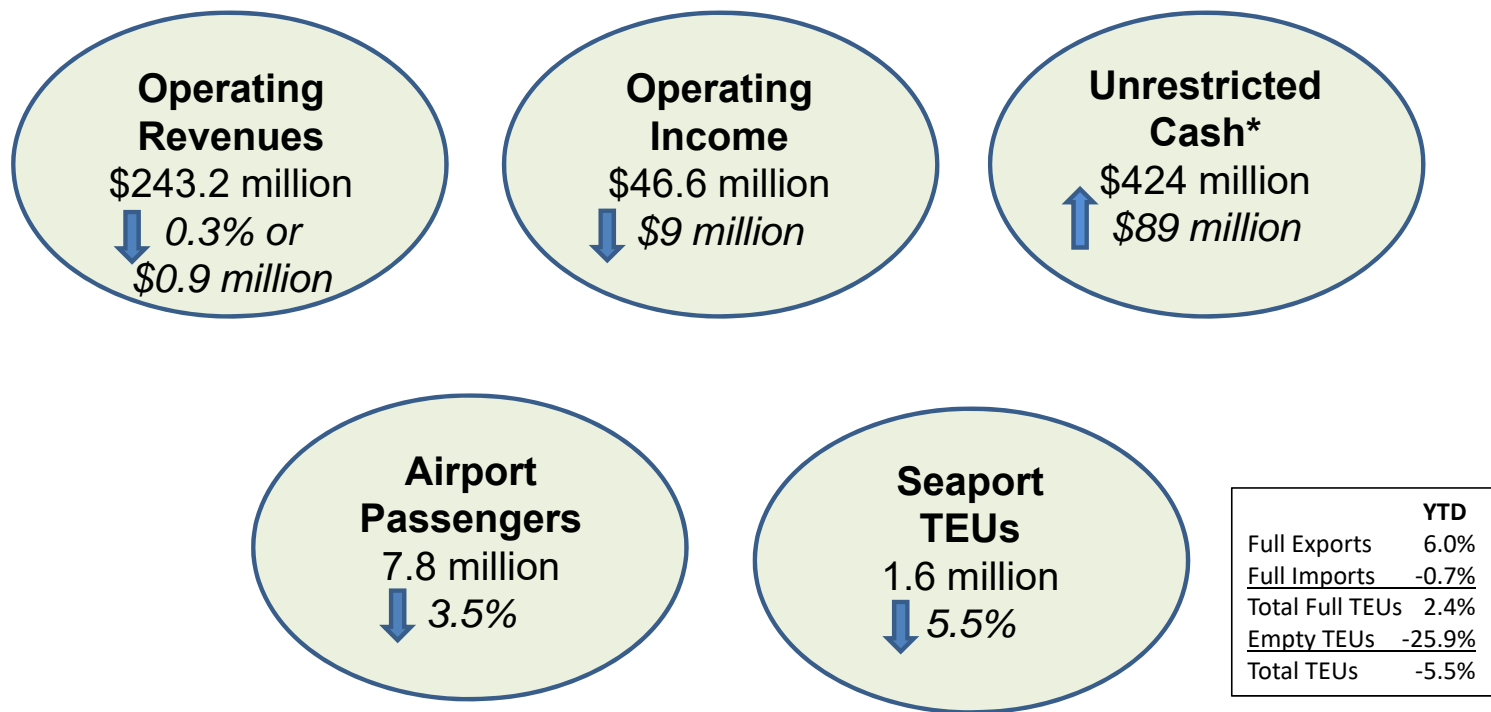 Operating
Revenues
$243.2 million
0.3% or
$0.9 million
Operating
Income
$46.6 million
$9 million
Unrestricted
Cash*
$424 million
$89 million
Airport
Passengers
7.8 million
3.5%
Seaport
TEUs
1.6 million
5.5%
YTD
Full Exports 6.0%
Full Imports -0.7%
Total Full TEUs 2.4%
Empty TEUs -25.9%
Total TEUs -5.5%